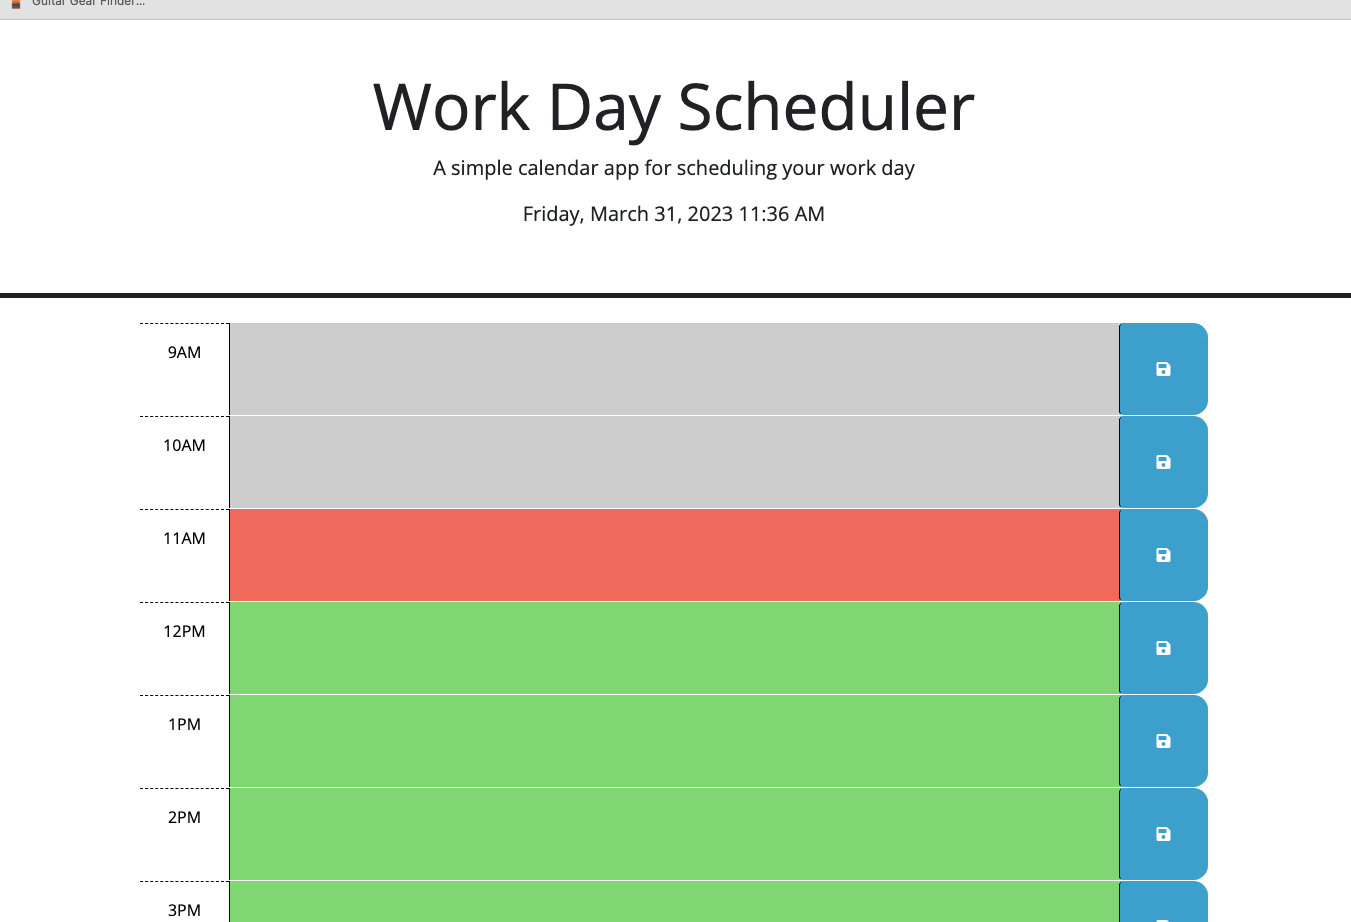 Guitar Gear Finder...
Work Day Scheduler
A simple calendar app for scheduling your work day
Friday, March 31, 2023 11:36 AM
9AM
10AM
11AM
12PM
1PM
2PM
3PM